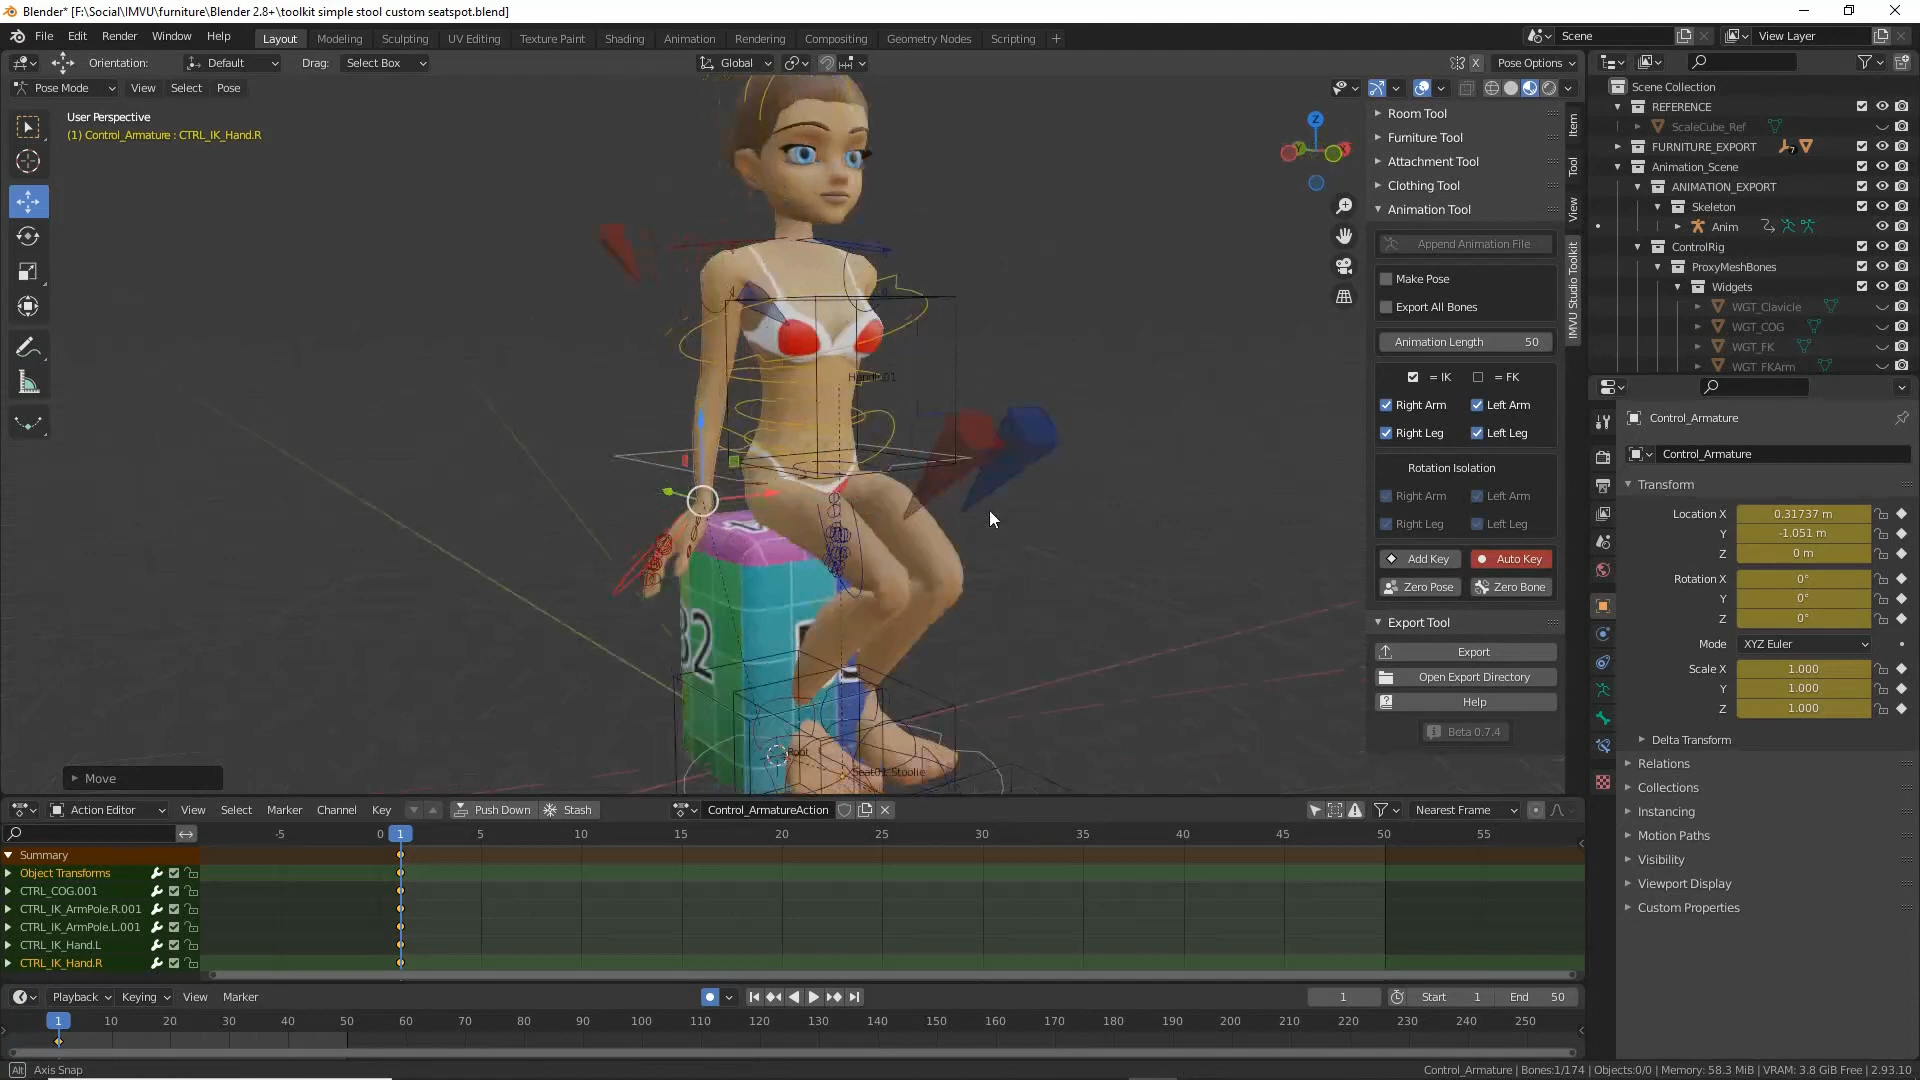 Blender* [F:\Social\IMVU\furniture\Blender 2.8+\toolkit simple stool custom seatspot.blend]
File Edit Render Window Help Layout Modeling Sculpting UV Editing Texture Paint Shading Animation Rendering Compositing Geometry Nodes Scripting + Scene View Layer
Orientation: Default Drag: Select Box Global X Pose Options
Pose Mode View Select Pose
User Perspective
(1) Control_Armature : CTRL_IK_Hand.R
Z
Room Tool
Furniture Tool
Attachment Tool
Clothing Tool
Animation Tool
Append Animation File
Make Pose
Export All Bones
Animation Length 50
= IK = FK
Right Arm Left Arm
Right Leg Left Leg
Rotation Isolation
Right Arm Left Arm
Right Leg Left Leg
Add Key Auto Key
Zero Pose Zero Bone
Export Tool
Export
Open Export Directory
Help
Beta 0.7.4
Item
Tool
View
IMVU Studio Toolkit
Root
Seat01.Stoolie
Move
Scene Collection
REFERENCE
ScaleCube_Ref
FURNITURE_EXPORT 7
Animation_Scene
ANIMATION_EXPORT
Skeleton
Anim
ControlRig
ProxyMeshBones
Widgets
WGT_Clavicle
WGT_COG
WGT_FK
WGT_FKArm
Control_Armature
Control_Armature
Transform
Location X 0.31737 m
Y -1.051 m
Z 0 m
Rotation X 0°
Y 0°
Z 0°
Mode XYZ Euler
Scale X 1.000
Y 1.000
Z 1.000
Delta Transform
Relations
Collections
Instancing
Motion Paths
Visibility
Viewport Display
Custom Properties
Action Editor View Select Marker Channel Key Push Down Stash Control_ArmatureAction Nearest Frame
-5 0 1 5 10 15 20 25 30 35 40 45 50 55
Summary
Object Transforms
CTRL_COG.001
CTRL_IK_ArmPole.R.001
CTRL_IK_ArmPole.L.001
CTRL_IK_Hand.L
CTRL_IK_Hand.R
Playback Keying View Marker 1 Start 1 End 50
1 10 20 30 40 50 60 70 80 90 100 110 120 130 140 150 160 170 180 190 200 210 220 230 240 250
Alt Axis Snap Control_Armature | Bones:1/174 | Objects:0/0 | Memory: 58.3 MiB | VRAM: 3.8 GiB Free | 2.93.10